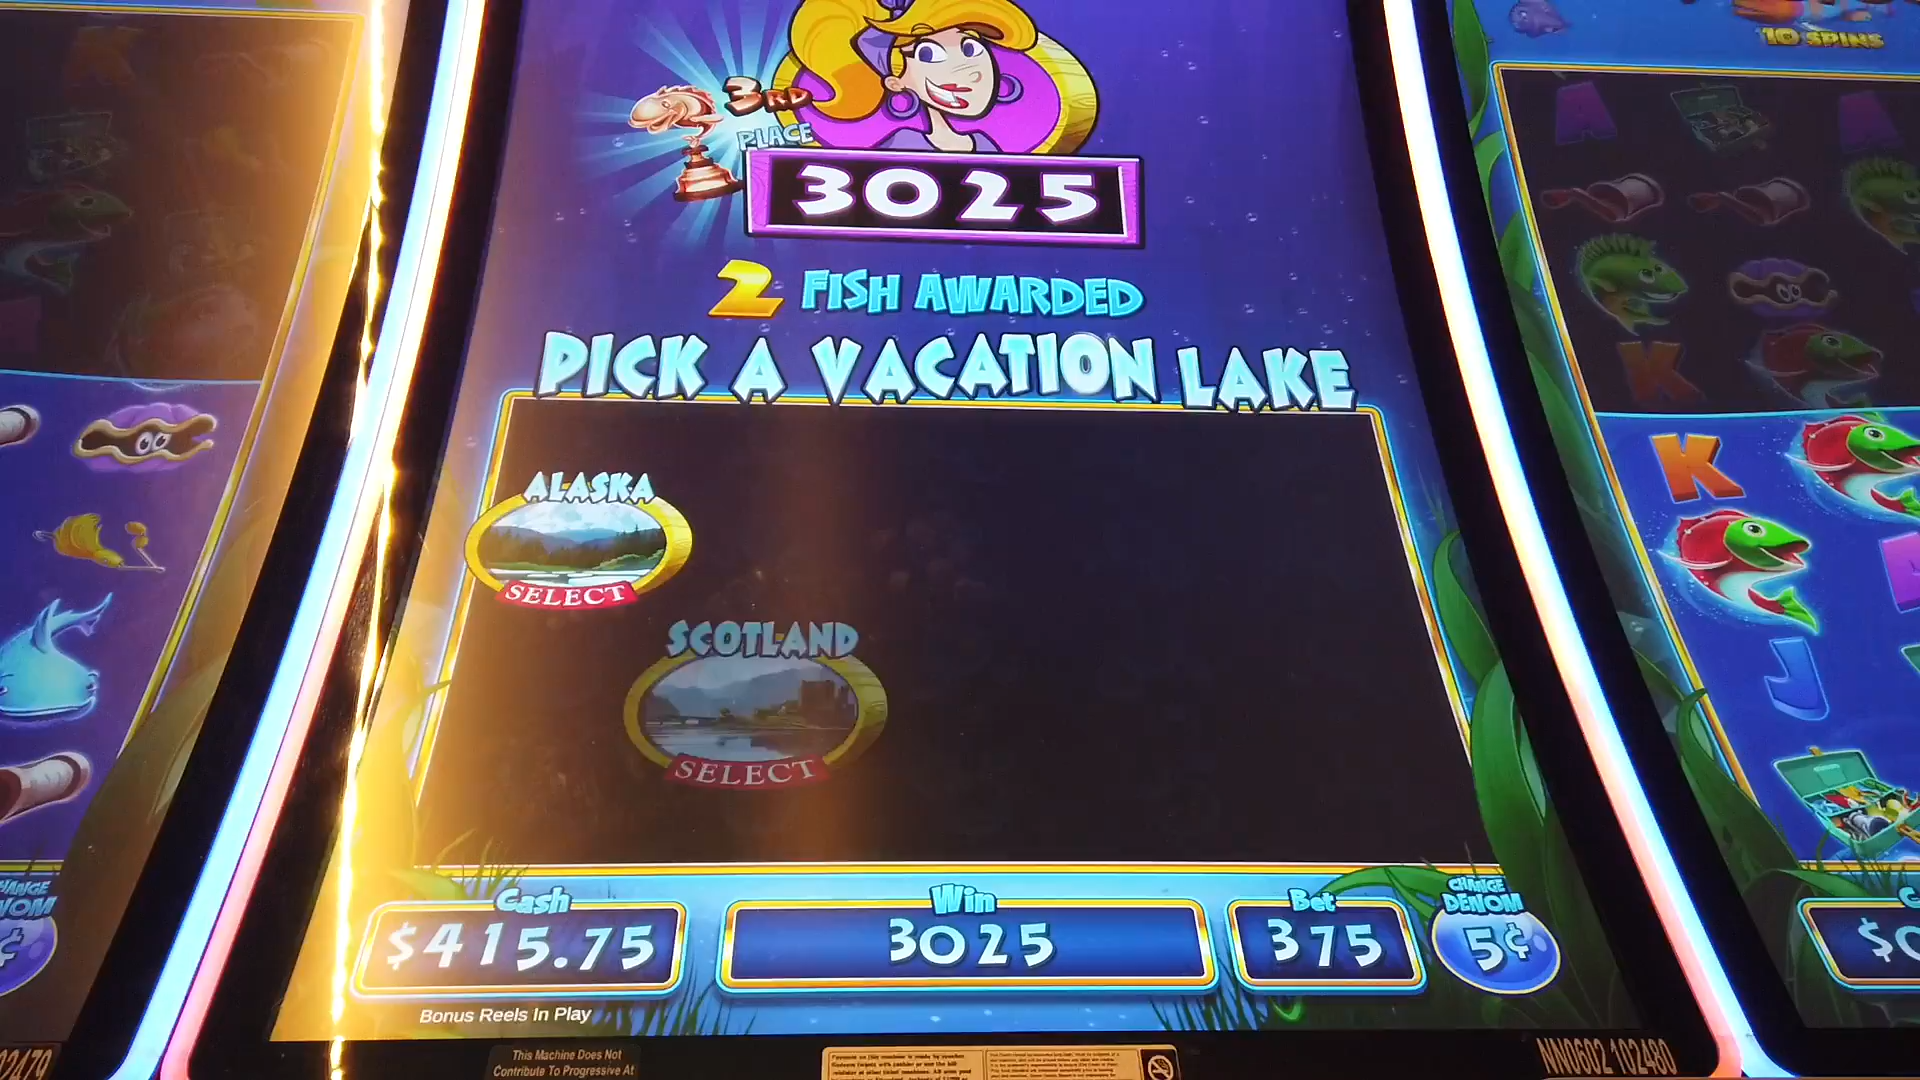 10 SPINS
3RD
PLACE
3025
2 FISH AWARDED
PICK A VACATION LAKE
ALASKA
SELECT
SCOTLAND
SELECT
K
K
J
Cash
$415.75
Win
3025
Bet
375
CHANGE
DENOM
5¢
Bonus Reels In Play
This Machine Does Not
Contribute To Progressive At
NN0602 102480